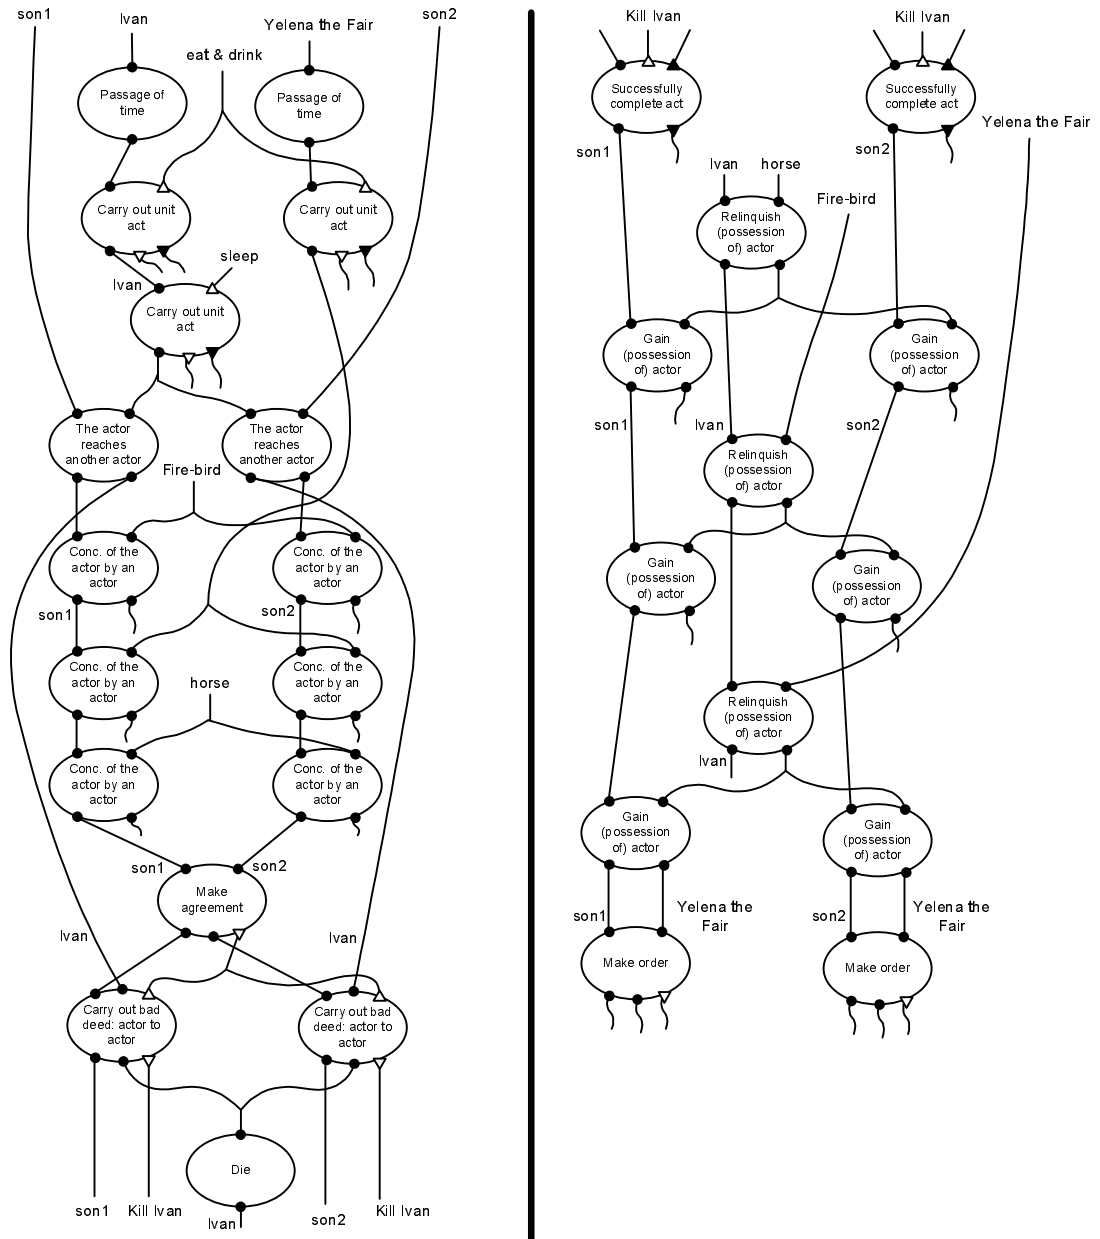 son1
Ivan
Yelena the Fair
son2
eat & drink
Passage of
time
Passage of
time
Carry out unit
act
Carry out unit
act
sleep
Ivan
Carry out unit
act
The actor
reaches
another actor
The actor
reaches
another actor
Fire-bird
Conc. of the
actor by an
actor
Conc. of the
actor by an
actor
son1
son2
Conc. of the
actor by an
actor
Conc. of the
actor by an
actor
horse
Conc. of the
actor by an
actor
Conc. of the
actor by an
actor
son1
son2
Make
agreement
Ivan
Ivan
Carry out bad
deed: actor to
actor
Carry out bad
deed: actor to
actor
Die
son1
Kill Ivan
Ivan
son2
Kill Ivan
Kill Ivan
Kill Ivan
Successfully
complete act
Successfully
complete act
Yelena the Fair
son1
son2
Ivan
horse
Fire-bird
Relinquish
(possession
of) actor
Gain
(possession
of) actor
Gain
(possession
of) actor
son1
Ivan
son2
Relinquish
(possession
of) actor
Gain
(possession
of) actor
Gain
(possession
of) actor
Relinquish
(possession
of) actor
Ivan
Gain
(possession
of) actor
Gain
(possession
of) actor
son1
Yelena the
Fair
son2
Yelena the
Fair
Make order
Make order